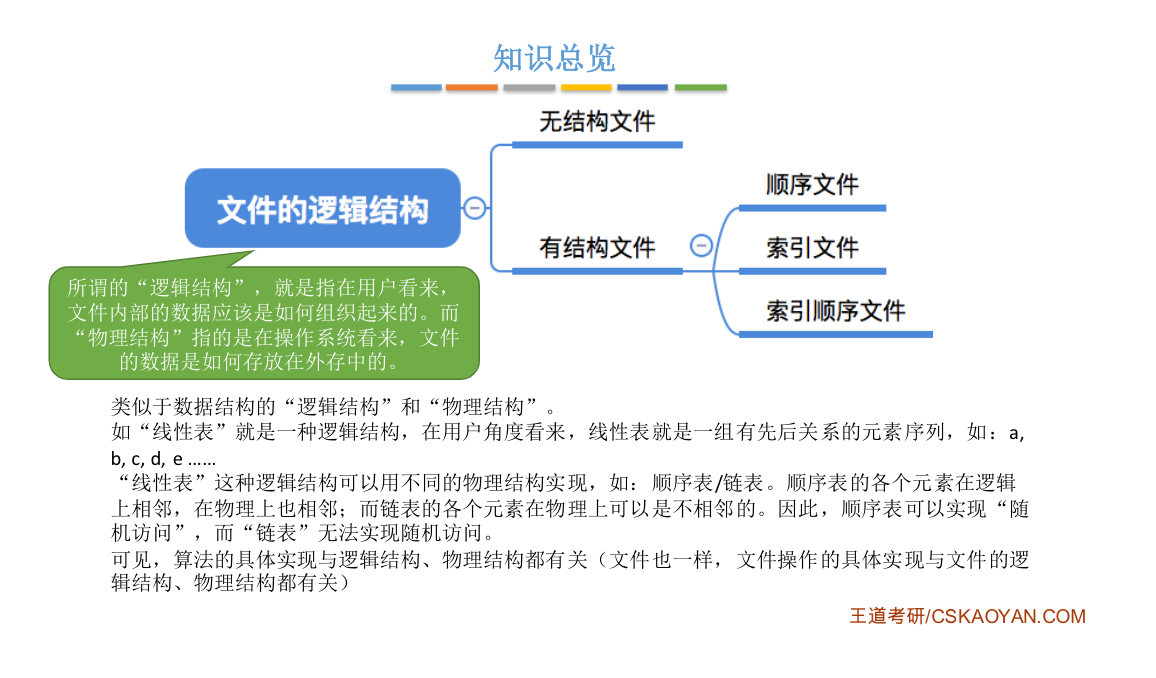 知识总览
无结构文件
文件的逻辑结构
有结构文件
顺序文件
索引文件
索引顺序文件
所谓的“逻辑结构”，就是指在用户看来，
文件内部的数据应该是如何组织起来的。而
“物理结构”指的是在操作系统看来，文件
的数据是如何存放在外存中的。
类似于数据结构的“逻辑结构”和“物理结构”。
如“线性表”就是一种逻辑结构，在用户角度看来，线性表就是一组有先后关系的元素序列，如：a,
b, c, d, e ……
“线性表”这种逻辑结构可以用不同的物理结构实现，如：顺序表/链表。顺序表的各个元素在逻辑
上相邻，在物理上也相邻；而链表的各个元素在物理上可以是不相邻的。因此，顺序表可以实现“随
机访问”，而“链表”无法实现随机访问。
可见，算法的具体实现与逻辑结构、物理结构都有关（文件也一样，文件操作的具体实现与文件的逻
辑结构、物理结构都有关）
王道考研/CSKAOYAN.COM